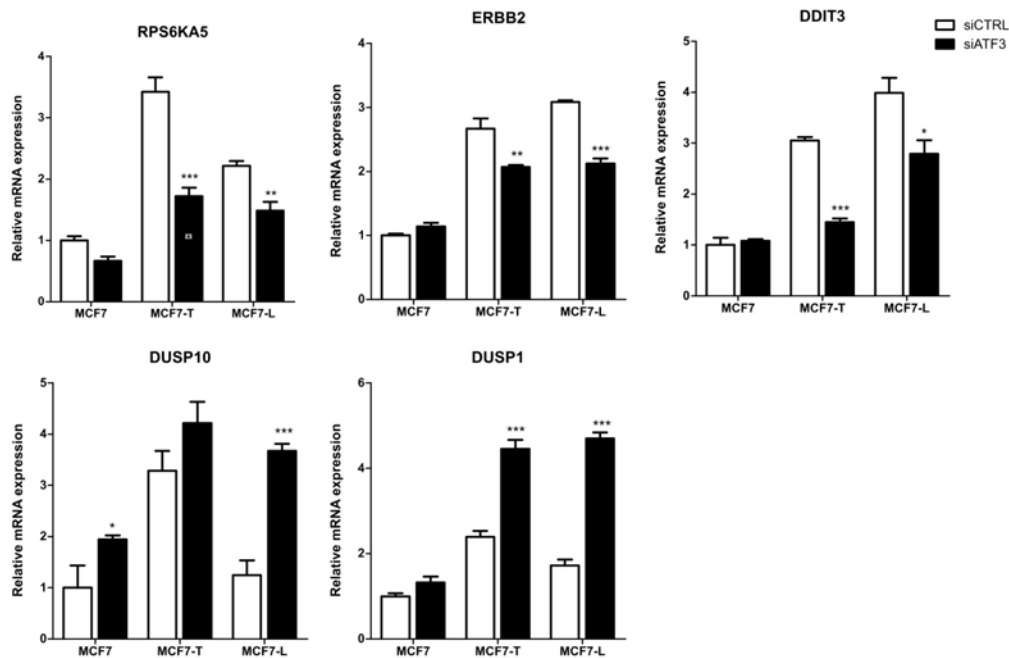 RPS6KA5
Relative mRNA expression
4
3
2
1
0
***
**
MCF7
MCF7-T
MCF7-L
ERBB2
Relative mRNA expression
4
3
2
1
0
**
***
MCF7
MCF7-T
MCF7-L
DDIT3
Relative mRNA expression
5
4
3
2
1
0
***
*
MCF7
MCF7-T
MCF7-L
siCTRL
siATF3
DUSP10
Relative mRNA expression
5
4
3
2
1
0
*
***
MCF7
MCF7-T
MCF7-L
DUSP1
Relative mRNA expression
6
4
2
0
***
***
MCF7
MCF7-T
MCF7-L